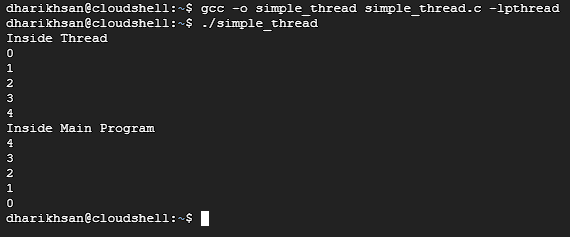 dharikhsan@cloudshell:~$ gcc -o simple_thread simple_thread.c -lpthread
dharikhsan@cloudshell:~$ ./simple_thread
Inside Thread
0
1
2
3
4
Inside Main Program
4
3
2
1
0
dharikhsan@cloudshell:~$